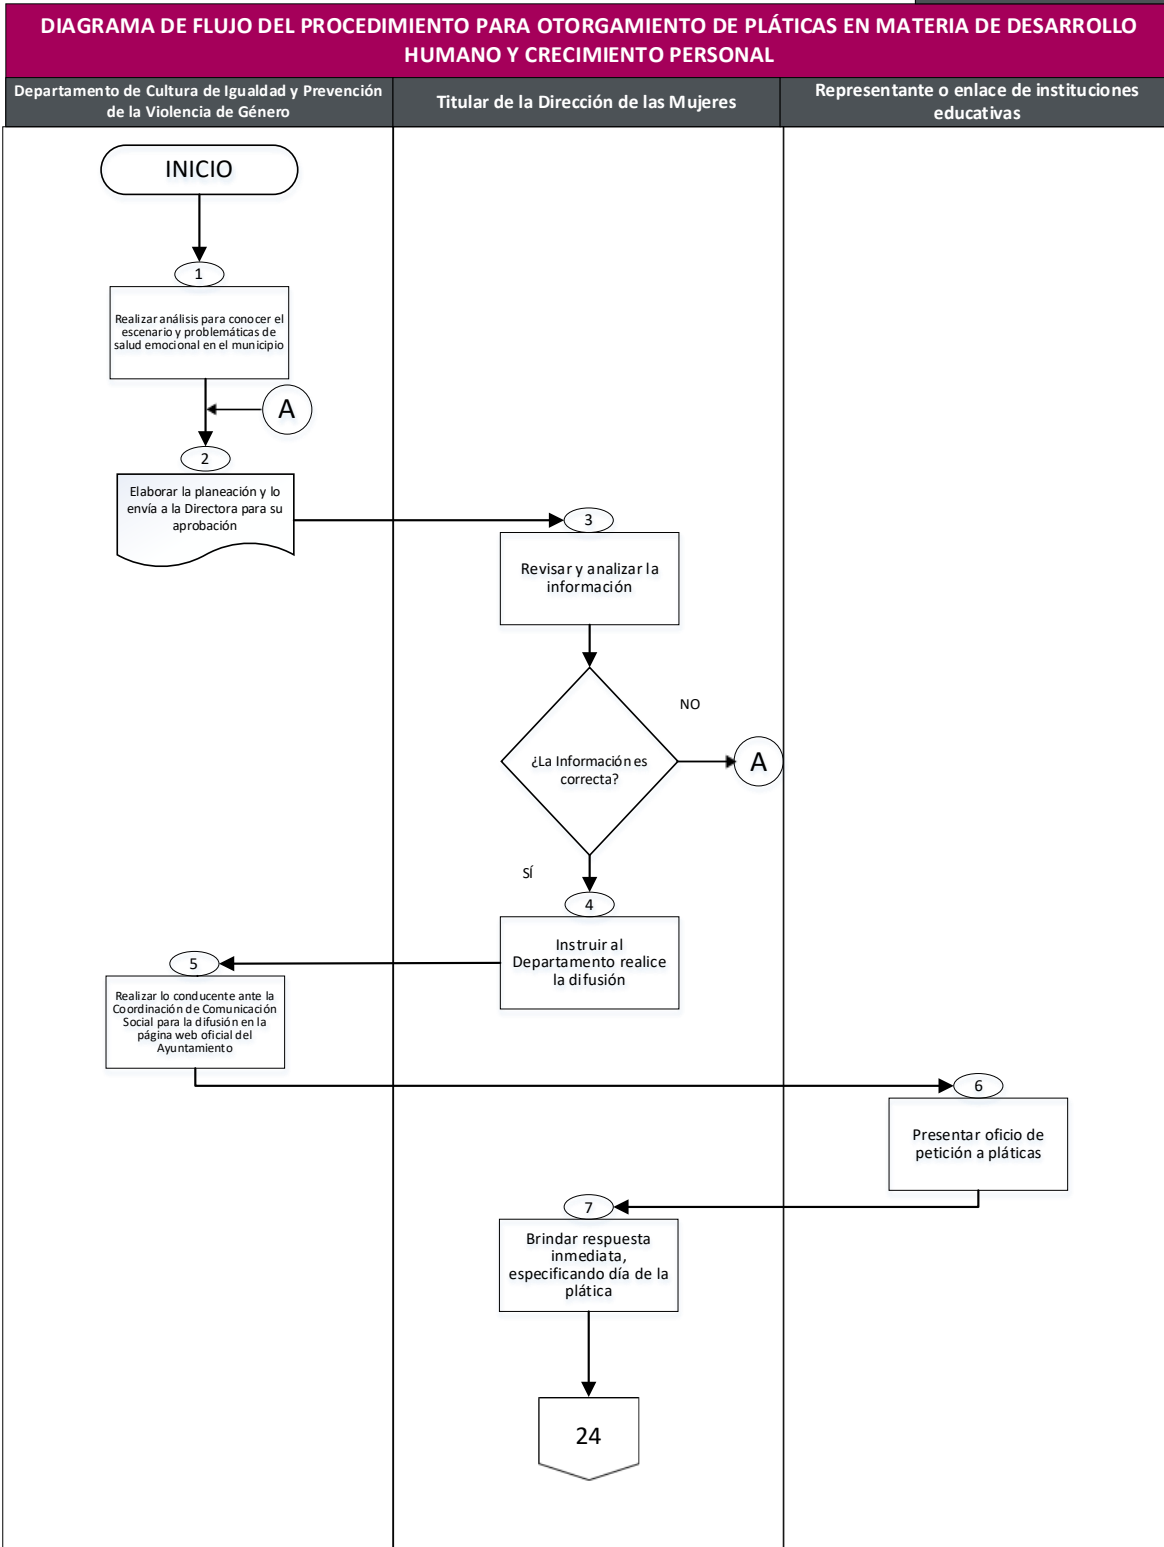 DIAGRAMA DE FLUJO DEL PROCEDIMIENTO PARA OTORGAMIENTO DE PLÁTICAS EN MATERIA DE DESARROLLO
HUMANO Y CRECIMIENTO PERSONAL
Departamento de Cultura de Igualdad y Prevención
de la Violencia de Género
Titular de la Dirección de las Mujeres
Representante o enlace de instituciones
educativas
INICIO
1
Realizar análisis para conocer el
escenario y problemáticas de
salud emocional en el municipio
A
2
Elaborar la planeación y lo
envía a la Directora para su
aprobación
3
Revisar y analizar la
información
¿La Información es
correcta?
NO
A
SÍ
4
Instruir al
Departamento realice
la difusión
5
Realizar lo conducente ante la
Coordinación de Comunicación
Social para la difusión en la
página web oficial del
Ayuntamiento
6
Presentar oficio de
petición a pláticas
7
Brindar respuesta
inmediata,
especificando día de la
plática
24